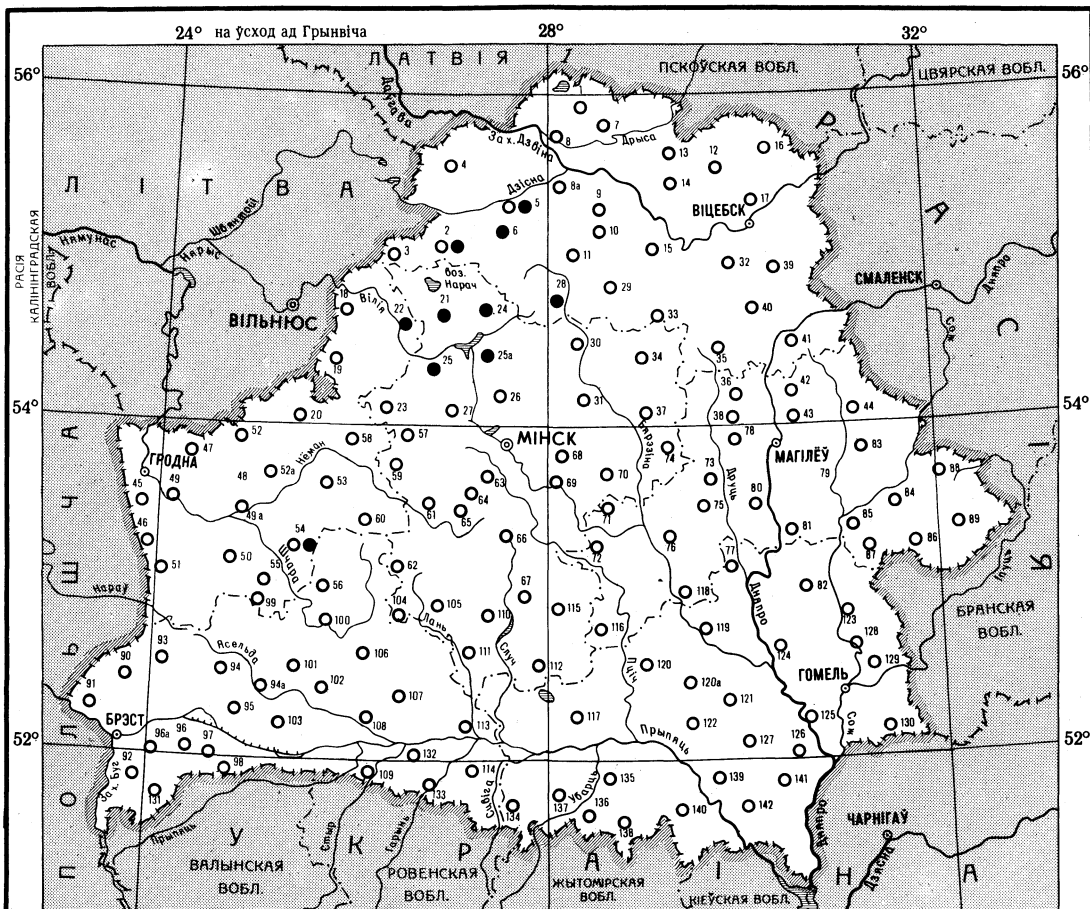 24° на ўсход ад Грынвіча 28° 32°
ЛАТВІЯ
ПСКОЎСКАЯ ВОБЛ.
ЦВЯРСКАЯ ВОБЛ.
56° 56°
Даўгава
7
8
Зах. Дзвіна
Дрыса
Р
16
13 12
4
14
ЛІТВА
Дзісна
8а
17
5
9
ВІЦЕБСК
А
Швянтоӥі
6
10
Нямунас
Нярыс
2
3
11
15
32 39
СМАЛЕНСК
Дняпро
РАСІЯ
КАЛІНІНГРАДСКАЯ
ВОБЛ.
воз.
Нарач
28
29
18
Вілія
21
22
24
ВІЛЬНЮС
40
Сож
С
33
41
30
25а
19
25
34
35
42
36
26
31
54° 54°
20
23
27
37
38
43
44
52
58
57
МІНСК
Бярэзіна
78
МАГІЛЁЎ
83
І
47
ГРОДНА
Нёман
68
74
88
48
52а
59
63
70
73
Друць
79
45
49
53
64
69
80
84
46
49а
61
65
71
75
85
89
54
60
66
72
76
81
87
86
50
Шчара
51
55
62
77
Я
Нараў
56
67
82
Іпуць
99
104
105
110
115
118
Дняпро
123
БРАНСКАЯ
ВОБЛ.
100
Лань
116
119
128
93
Ясельда
101
106
111
Случ
Пціч
124
90
94
112
120
ГОМЕЛЬ
129
91
94а
102
107
120а
121
95
103
108
113
117
122
125
130
БРЭСТ
Сож
52° 52°
96а 96
97
Прыпяць
127
126
92
98
132
Зах. Буг
109
114
135
139
141
131
133
Убарць
137
136
140
142
134
138
Прыпяць
Стыр
Гарынь
Сцвіга
Дняпро
ЧАРНІГАЎ
Дзясна
ВАЛЫНСКАЯ
ВОБЛ.
РОВЕНСКАЯ
ВОБЛ.
ЖЫТОМІРСКАЯ
ВОБЛ.
КІЕЎСКАЯ ВОБЛ.
УКРАІНА
ПОЛЬШЧА